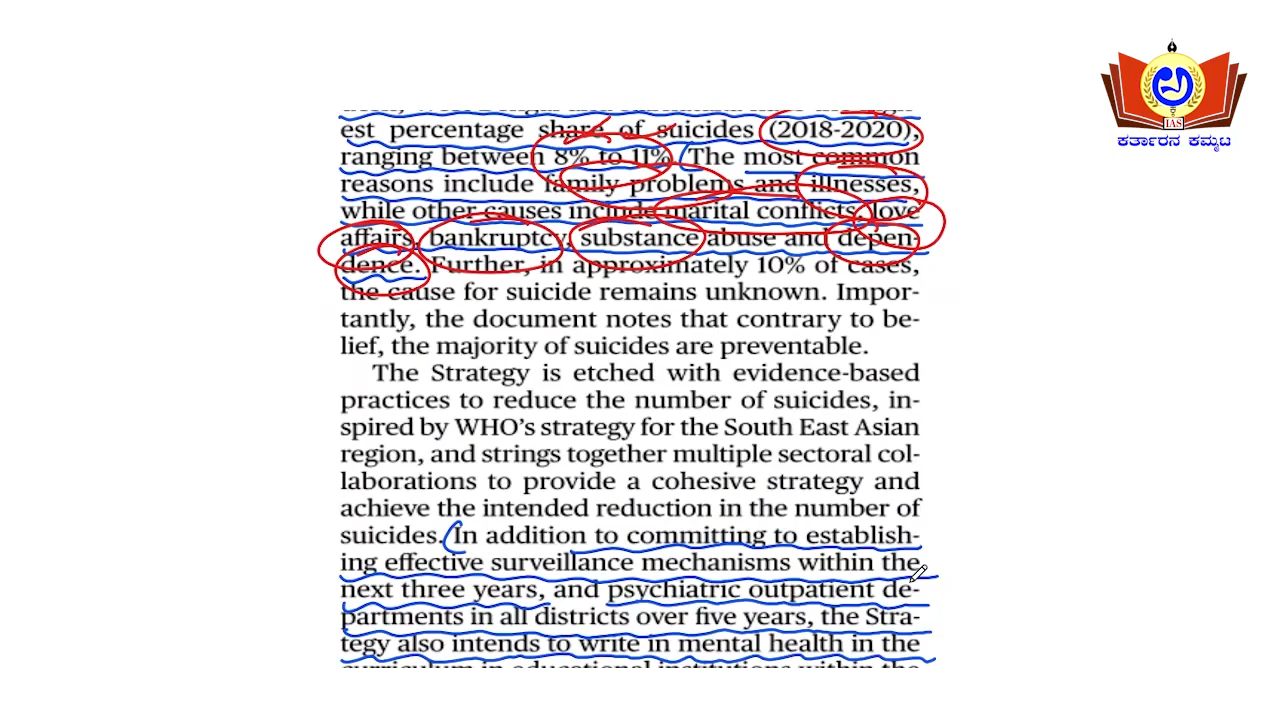 est percentage share of suicides (2018-2020),
ranging between 8% to 11%. The most common
reasons include family problems and illnesses,
while other causes include marital conflicts, love
affairs, bankruptcy, substance abuse and depen-
dence. Further, in approximately 10% of cases,
the cause for suicide remains unknown. Impor-
tantly, the document notes that contrary to be-
lief, the majority of suicides are preventable.
The Strategy is etched with evidence-based
practices to reduce the number of suicides, in-
spired by WHO's strategy for the South East Asian
region, and strings together multiple sectoral col-
laborations to provide a cohesive strategy and
achieve the intended reduction in the number of
suicides. In addition to committing to establish-
ing effective surveillance mechanisms within the
next three years, and psychiatric outpatient de-
partments in all districts over five years, the Stra-
tegy also intends to write in mental health in the
IAS
ಕರ್ತಾರನ ಕಮ್ಮಟ